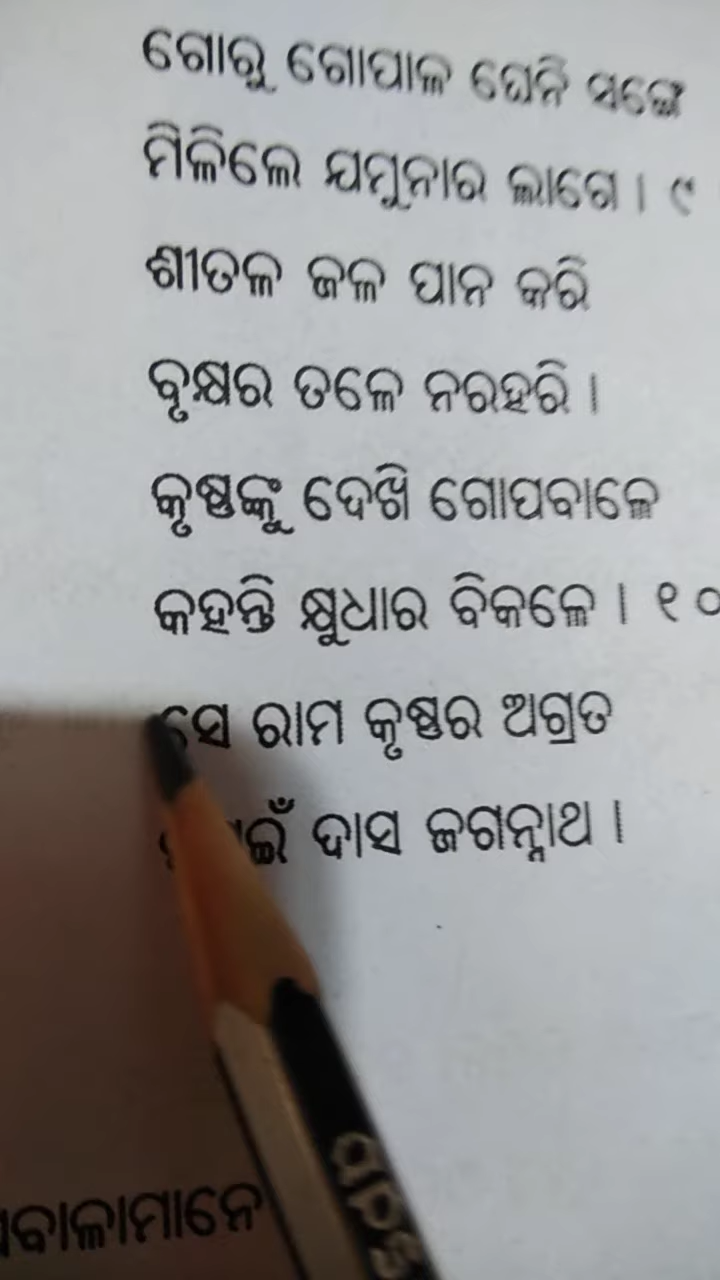 ଗୋରୁ ଗୋପାଳ ଘେନି ସଙ୍ଗେ
ମିଳିଲେ ଯମୁନାର ଲାଗେ । ୯
ଶୀତଳ ଜଳ ପାନ କରି
ବୃକ୍ଷର ତଳେ ନରହରି ।
କୃଷ୍ଣଙ୍କୁ ଦେଖି ଗୋପବାଳେ
କହନ୍ତି କ୍ଷୁଧାର ବିକଳେ । ୧୦
ସେ ରାମ କୃଷ୍ଣର ଅଗ୍ରତ
ଦାସ ଜଗନ୍ନାଥ ।